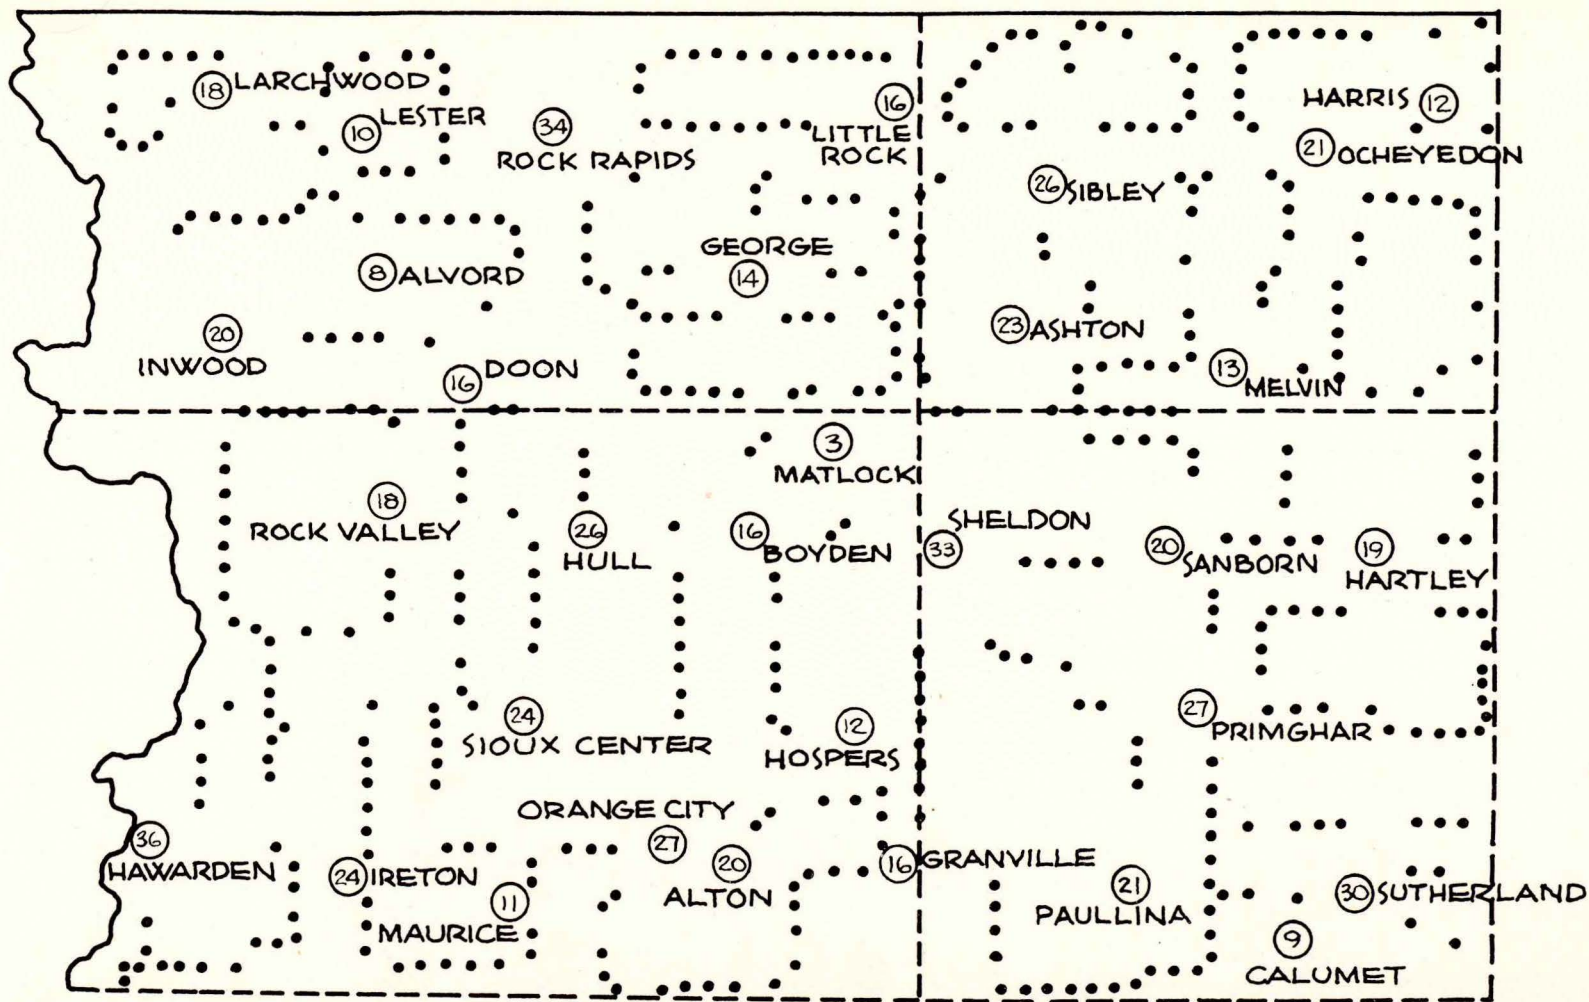 18 LARCHWOOD
10 LESTER
34
ROCK RAPIDS
16
LITTLE
ROCK
HARRIS 12
21 OCHEYEDON
26 SIBLEY
GEORGE
14
8 ALVORD
20
INWOOD
16 DOON
23 ASHTON
13 MELVIN
3
MATLOCK
18
ROCK VALLEY
26
HULL
16 BOYDEN
SHELDON
33
20 SANBORN
19
HARTLEY
24
SIOUX CENTER
12
HOSPERS
27
PRIMGHAR
ORANGE CITY
27
36
HAWARDEN
24 IRETON
11
MAURICE
20
ALTON
16 GRANVILLE
21
PAULLINA
30 SUTHERLAND
9
CALUMET